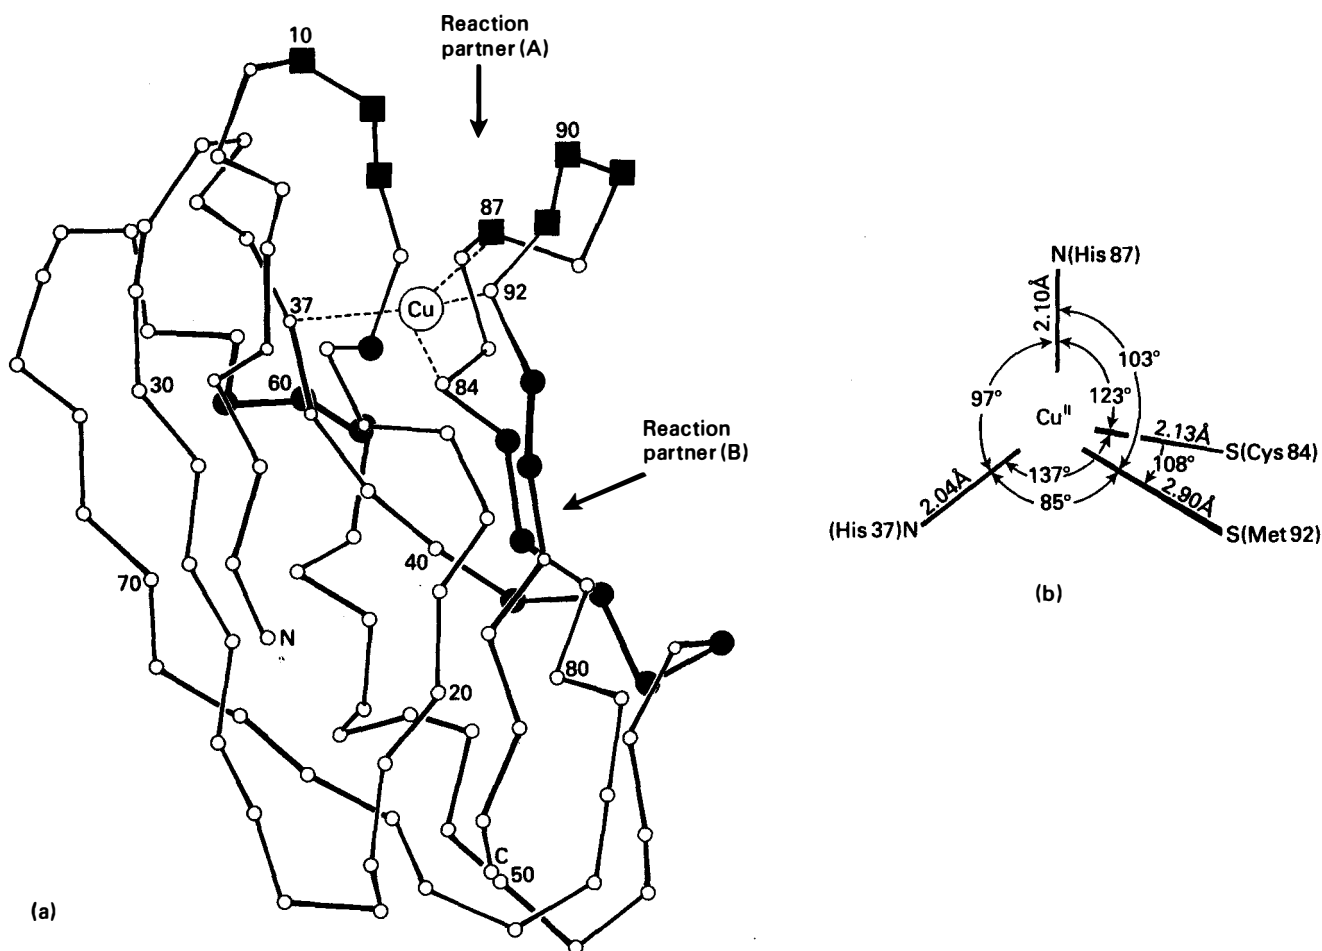 Reaction
partner (A)
10
90
87
37
Cu
92
30
60
84
Reaction
partner (B)
40
70
N
80
20
C
50
(a)
N(His 87)
2.10Å
103°
97°
123°
Cu^II
2.13Å
S(Cys 84)
108°
137°
2.04Å
85°
2.90Å
(His 37)N
S(Met 92)
(b)